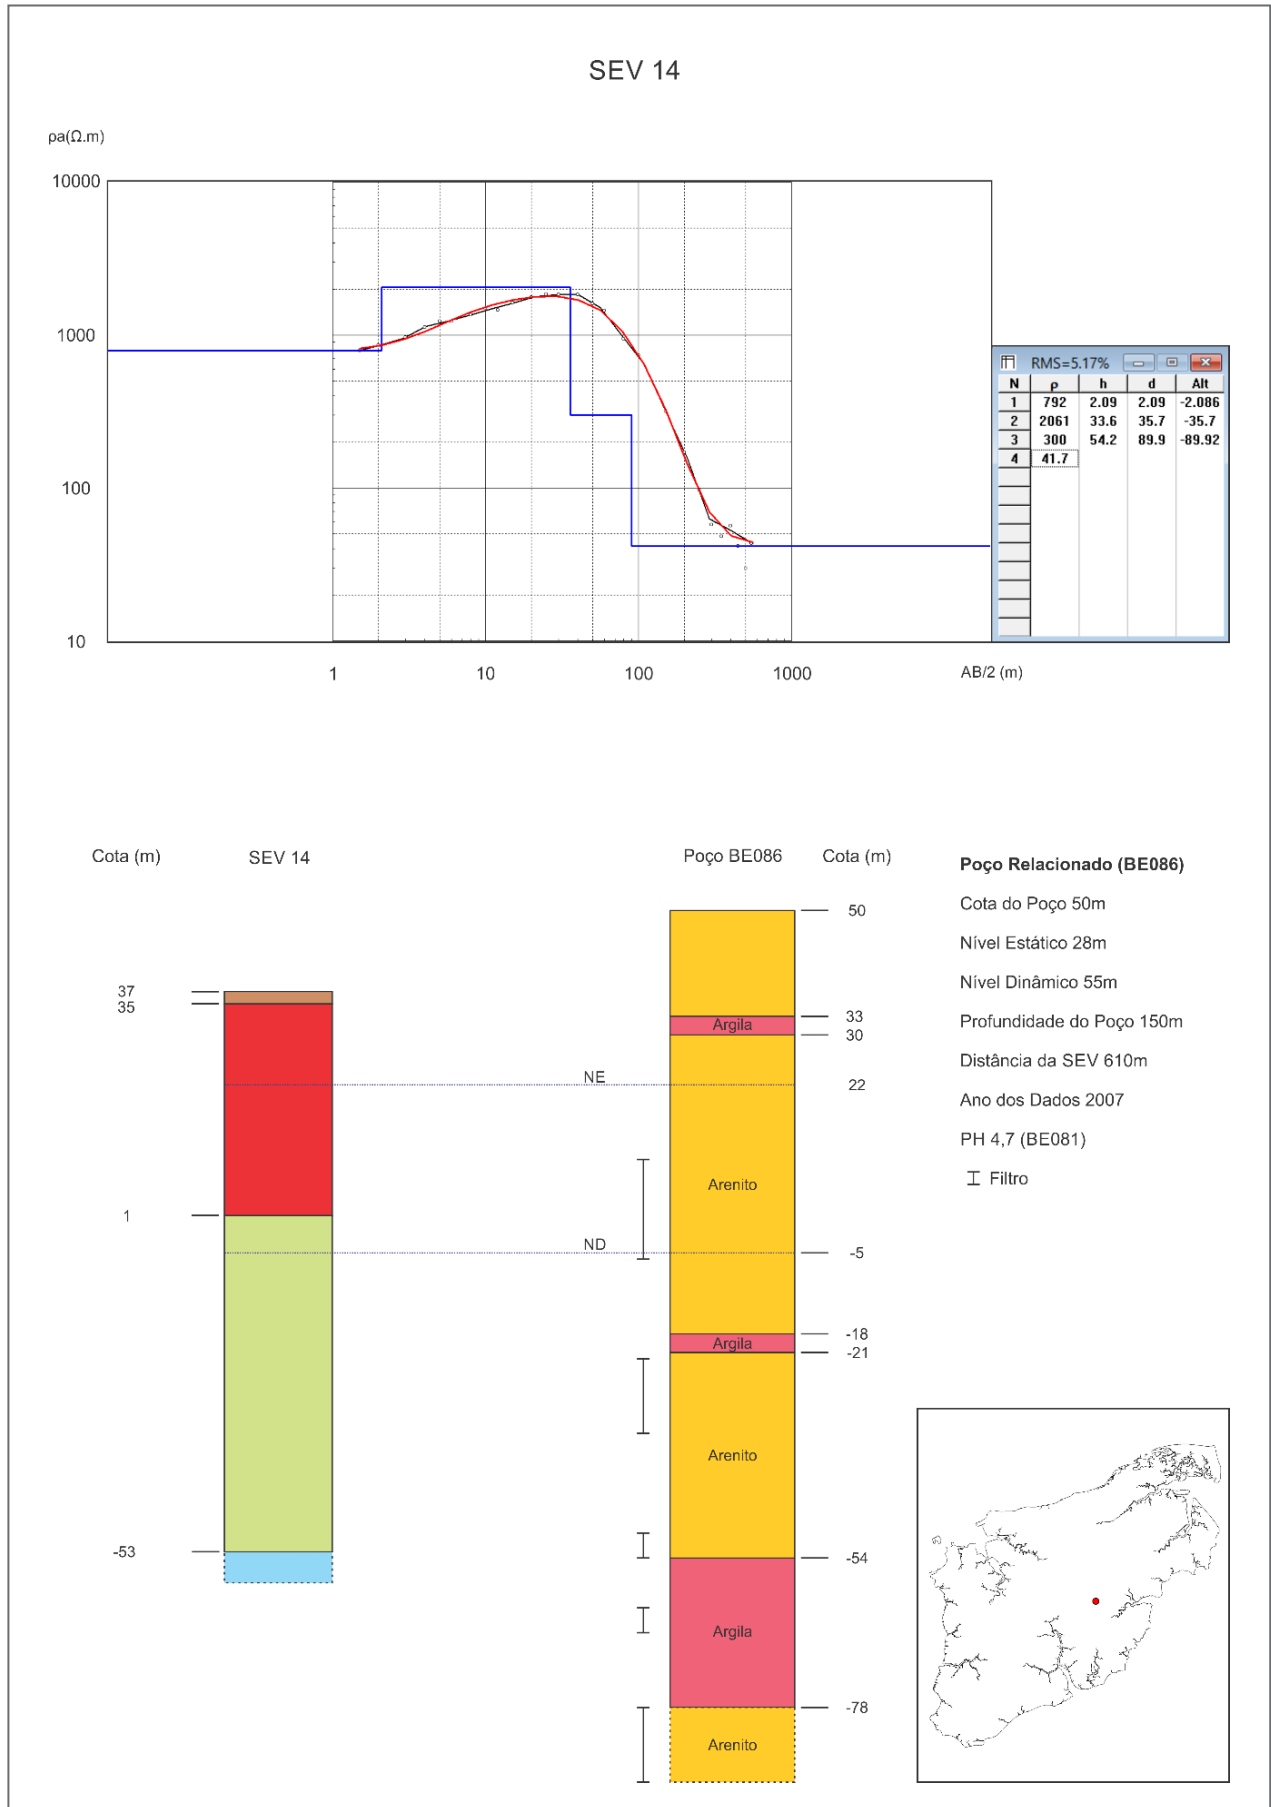 SEV 14
ρa(Ω.m)
10000
1000
100
10
1 10 100 1000 AB/2 (m)
RMS=5.17%
N ρ h d Alt
1 792 2.09 2.09 -2.086
2 2061 33.6 35.7 -35.7
3 300 54.2 89.9 -89.92
4 41.7
Cota (m) SEV 14 Poço BE086 Cota (m)
37
35
1
-53
NE
ND
Argila
Arenito
Argila
Arenito
Argila
Arenito
50
33
30
22
-5
-18
-21
-54
-78
Poço Relacionado (BE086)
Cota do Poço 50m
Nível Estático 28m
Nível Dinâmico 55m
Profundidade do Poço 150m
Distância da SEV 610m
Ano dos Dados 2007
PH 4,7 (BE081)
Filtro